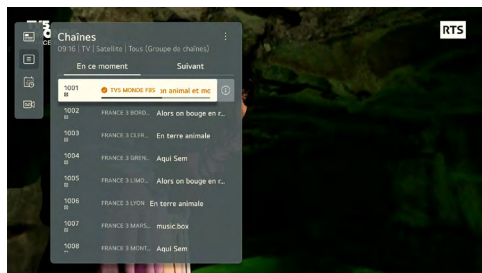 TV5
RTS
Chaînes
09:16 | TV | Satellite | Tous (Groupe de chaînes)
En ce moment
Suivant
1001 TV5 MONDE FBS on animal et mo
1002 FRANCE 3 BORD... Alors on bouge en r...
1003 FRANCE 3 CLER... En terre animale
1004 FRANCE 3 GREN... Aqui Sem
1005 FRANCE 3 LIMO... Alors on bouge en r...
1006 FRANCE 3 LYON En terre animale
1007 FRANCE 3 MARS... music.box
1008 FRANCE 3 MONT... Aqui Sem